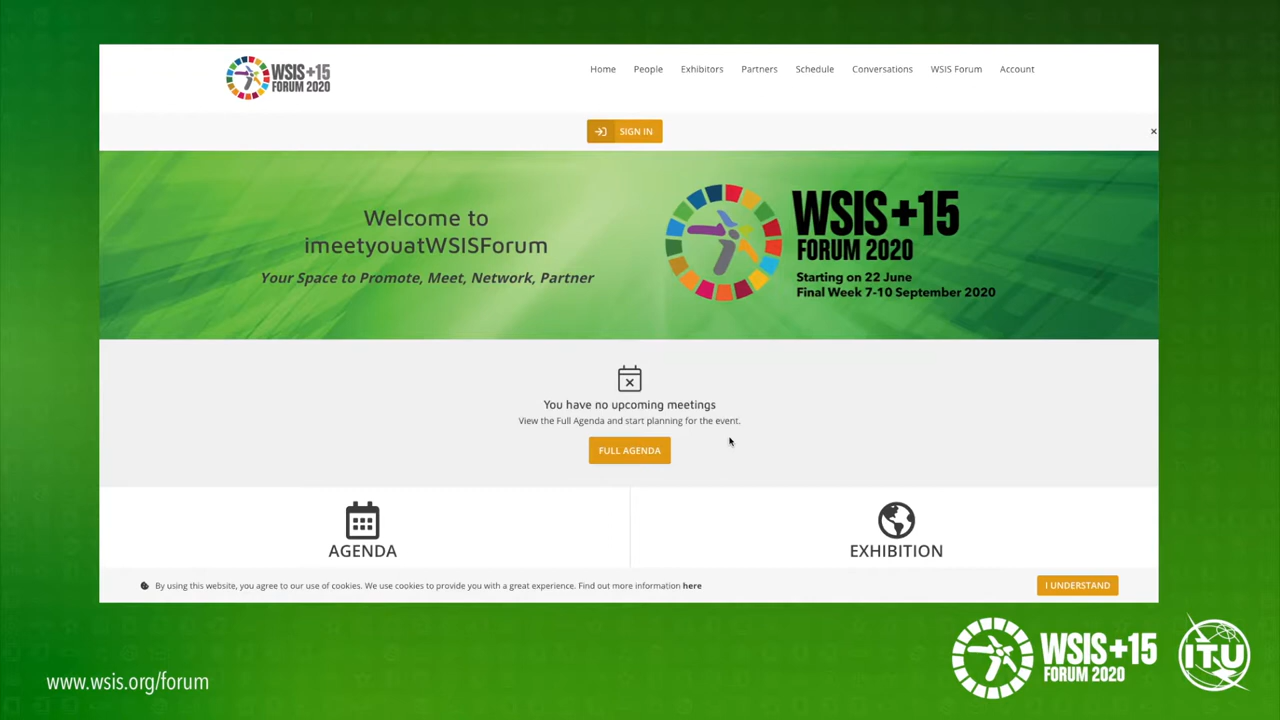 WSIS+15
FORUM 2020
Home People Exhibitors Partners Schedule Conversations WSIS Forum Account
SIGN IN
Welcome to
imeetyouatWSISForum
Your Space to Promote, Meet, Network, Partner
WSIS+15
FORUM 2020
Starting on 22 June
Final Week 7-10 September 2020
You have no upcoming meetings
View the Full Agenda and start planning for the event.
FULL AGENDA
AGENDA
EXHIBITION
By using this website, you agree to our use of cookies. We use cookies to provide you with a great experience. Find out more information here
I UNDERSTAND
www.wsis.org/forum
WSIS+15
FORUM 2020
ITU